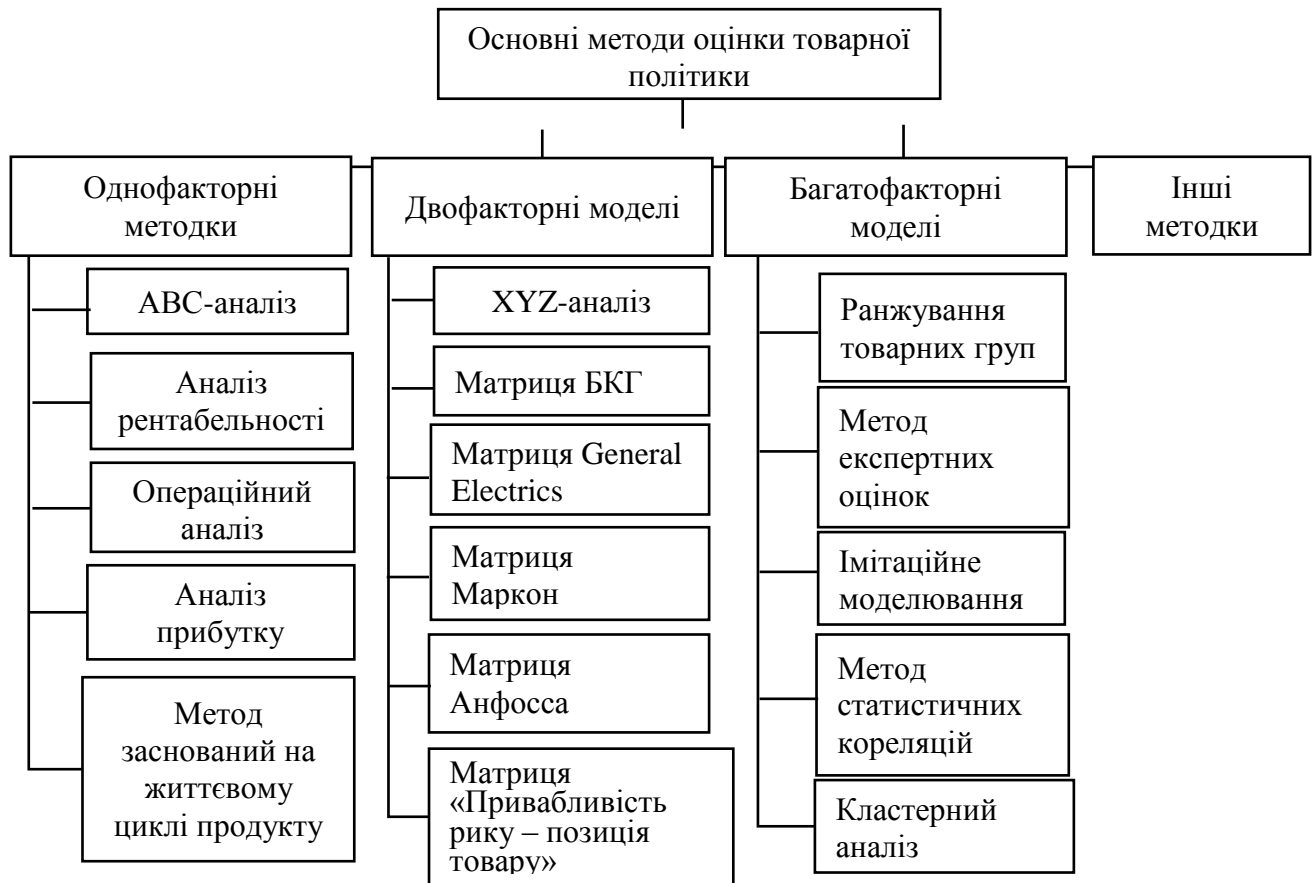 Основні методи оцінки товарної
політики
Однофакторні
методки
Двофакторні моделі
Багатофакторні
моделі
Інші
методки
АВС-аналіз
Аналіз
рентабельності
Операційний
аналіз
Аналіз
прибутку
Метод
заснований на
життєвому
циклі продукту
XYZ-аналіз
Матриця БКГ
Матриця General
Electrics
Матриця
Маркон
Матриця
Анфосса
Матриця
«Привабливість
рику – позиція
товару»
Ранжування
товарних груп
Метод
експертних
оцінок
Імітаційне
моделювання
Метод
статистичних
кореляцій
Кластерний
аналіз